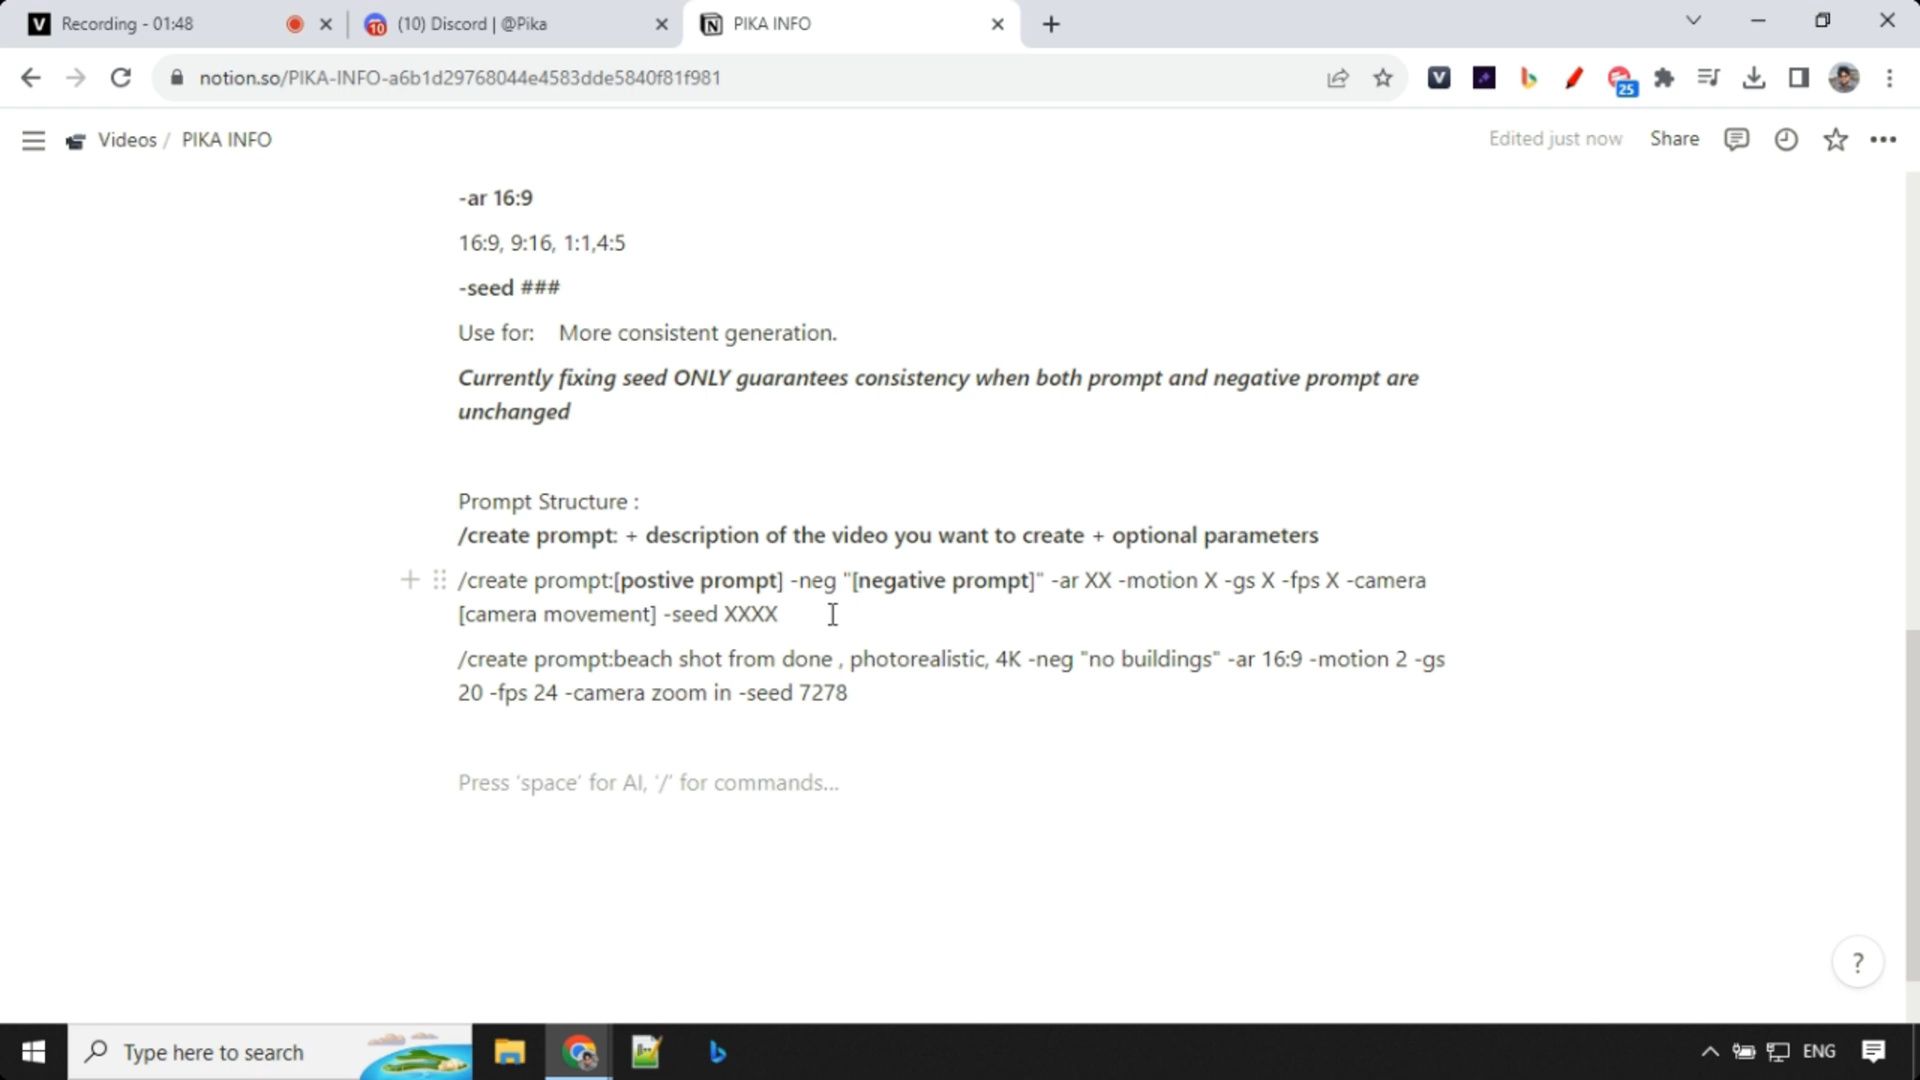 Recording - 01:48
(10) Discord | @Pika
PIKA INFO
notion.so/PIKA-INFO-a6b1d29768044e4583dde5840f81f981
25
Videos / PIKA INFO
Edited just now
Share
-ar 16:9
16:9, 9:16, 1:1,4:5
-seed ###
Use for: More consistent generation.
Currently fixing seed ONLY guarantees consistency when both prompt and negative prompt are
unchanged
Prompt Structure :
/create prompt: + description of the video you want to create + optional parameters
/create prompt:[postive prompt] -neg "[negative prompt]" -ar XX -motion X -gs X -fps X -camera
[camera movement] -seed XXXX
/create prompt:beach shot from done , photorealistic, 4K -neg "no buildings" -ar 16:9 -motion 2 -gs
20 -fps 24 -camera zoom in -seed 7278
Press ‘space’ for AI, ‘/’ for commands...
?
Type here to search
ENG